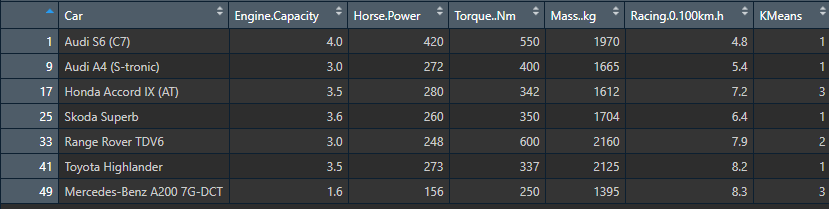 Car Engine.Capacity Horse.Power Torque..Nm Mass..kg Racing.0.100km.h KMeans
1 Audi S6 (C7) 4.0 420 550 1970 4.8 1
9 Audi A4 (S-tronic) 3.0 272 400 1665 5.4 1
17 Honda Accord IX (AT) 3.5 280 342 1612 7.2 3
25 Skoda Superb 3.6 260 350 1704 6.4 1
33 Range Rover TDV6 3.0 248 600 2160 7.9 2
41 Toyota Highlander 3.5 273 337 2125 8.2 1
49 Mercedes-Benz A200 7G-DCT 1.6 156 250 1395 8.3 3